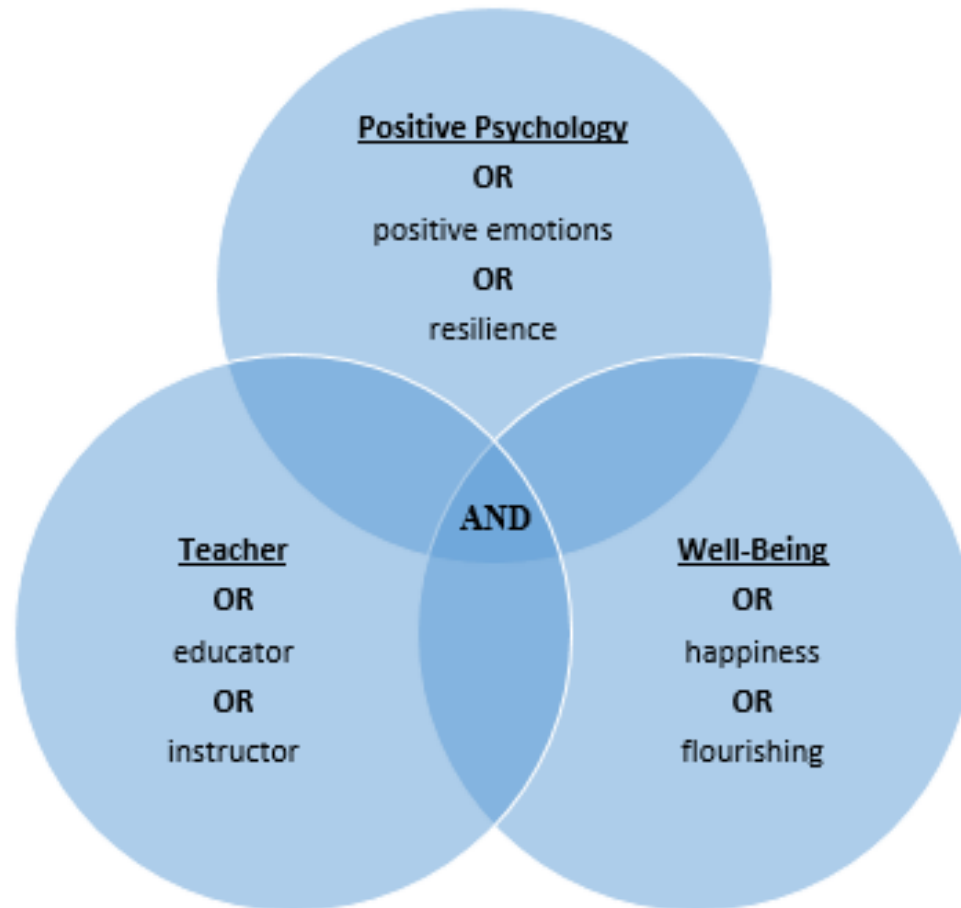 Positive Psychology
OR
positive emotions
OR
resilience
AND
Teacher
OR
educator
OR
instructor
Well-Being
OR
happiness
OR
flourishing